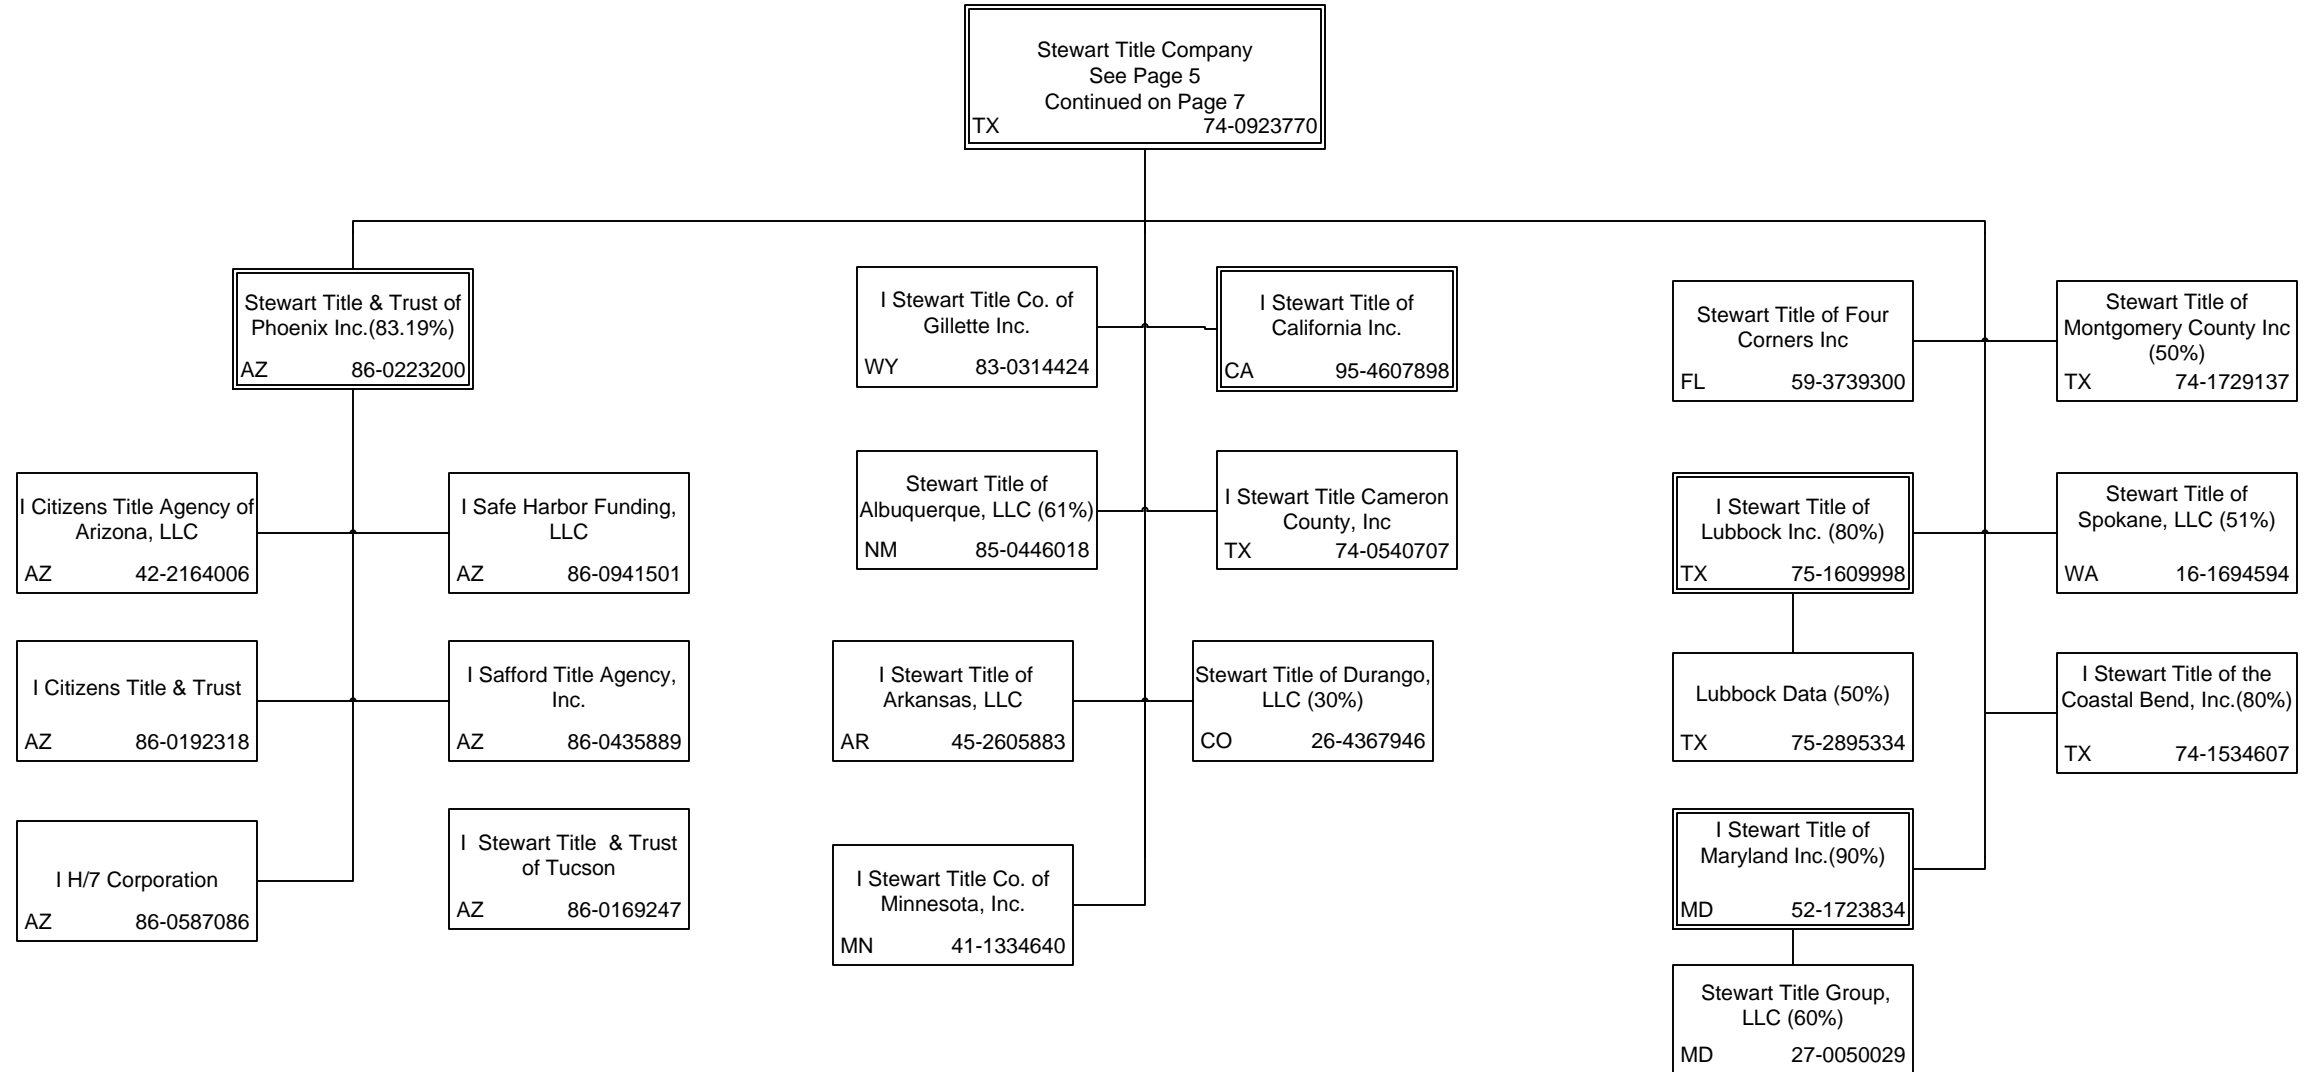 Stewart Title Company
See Page 5
Continued on Page 7
TX 74-0923770
Stewart Title & Trust of
Phoenix Inc.(83.19%)
AZ 86-0223200
I Citizens Title Agency of
Arizona, LLC
AZ 42-2164006
I Safe Harbor Funding,
LLC
AZ 86-0941501
I Citizens Title & Trust
AZ 86-0192318
I Safford Title Agency,
Inc.
AZ 86-0435889
I H/7 Corporation
AZ 86-0587086
I Stewart Title & Trust
of Tucson
AZ 86-0169247
I Stewart Title Co. of
Gillette Inc.
WY 83-0314424
I Stewart Title of
California Inc.
CA 95-4607898
Stewart Title of
Albuquerque, LLC (61%)
NM 85-0446018
I Stewart Title Cameron
County, Inc
TX 74-0540707
I Stewart Title of
Arkansas, LLC
AR 45-2605883
Stewart Title of Durango,
LLC (30%)
CO 26-4367946
I Stewart Title Co. of
Minnesota, Inc.
MN 41-1334640
Stewart Title of Four
Corners Inc
FL 59-3739300
Stewart Title of
Montgomery County Inc
(50%)
TX 74-1729137
I Stewart Title of
Lubbock Inc. (80%)
TX 75-1609998
Stewart Title of
Spokane, LLC (51%)
WA 16-1694594
Lubbock Data (50%)
TX 75-2895334
I Stewart Title of the
Coastal Bend, Inc.(80%)
TX 74-1534607
I Stewart Title of
Maryland Inc.(90%)
MD 52-1723834
Stewart Title Group,
LLC (60%)
MD 27-0050029